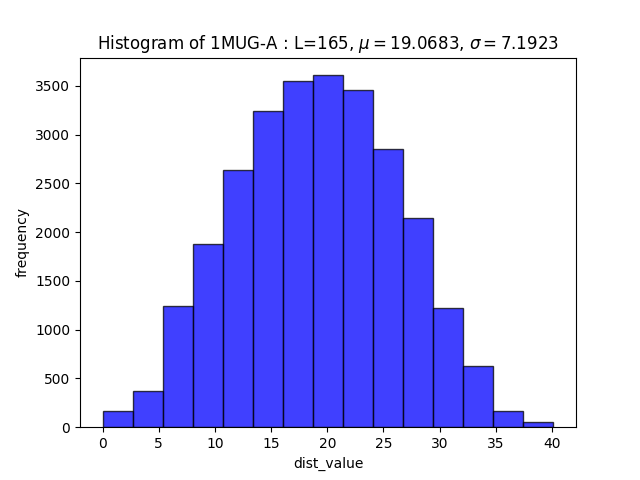 Histogram of 1MUG-A : L=165, μ = 19.0683, σ = 7.1923
3500
3000
2500
2000
1500
1000
500
0
frequency
0 5 10 15 20 25 30 35 40
dist_value